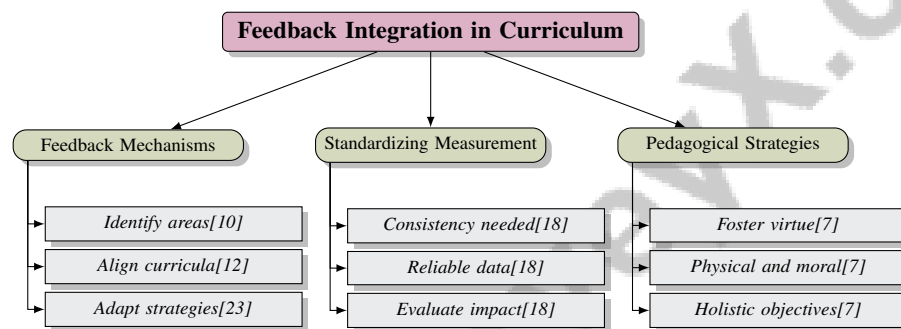 Feedback Integration in Curriculum
Feedback Mechanisms
Identify areas[10]
Align curricula[12]
Adapt strategies[23]
Standardizing Measurement
Consistency needed[18]
Reliable data[18]
Evaluate impact[18]
Pedagogical Strategies
Foster virtue[7]
Physical and moral[7]
Holistic objectives[7]